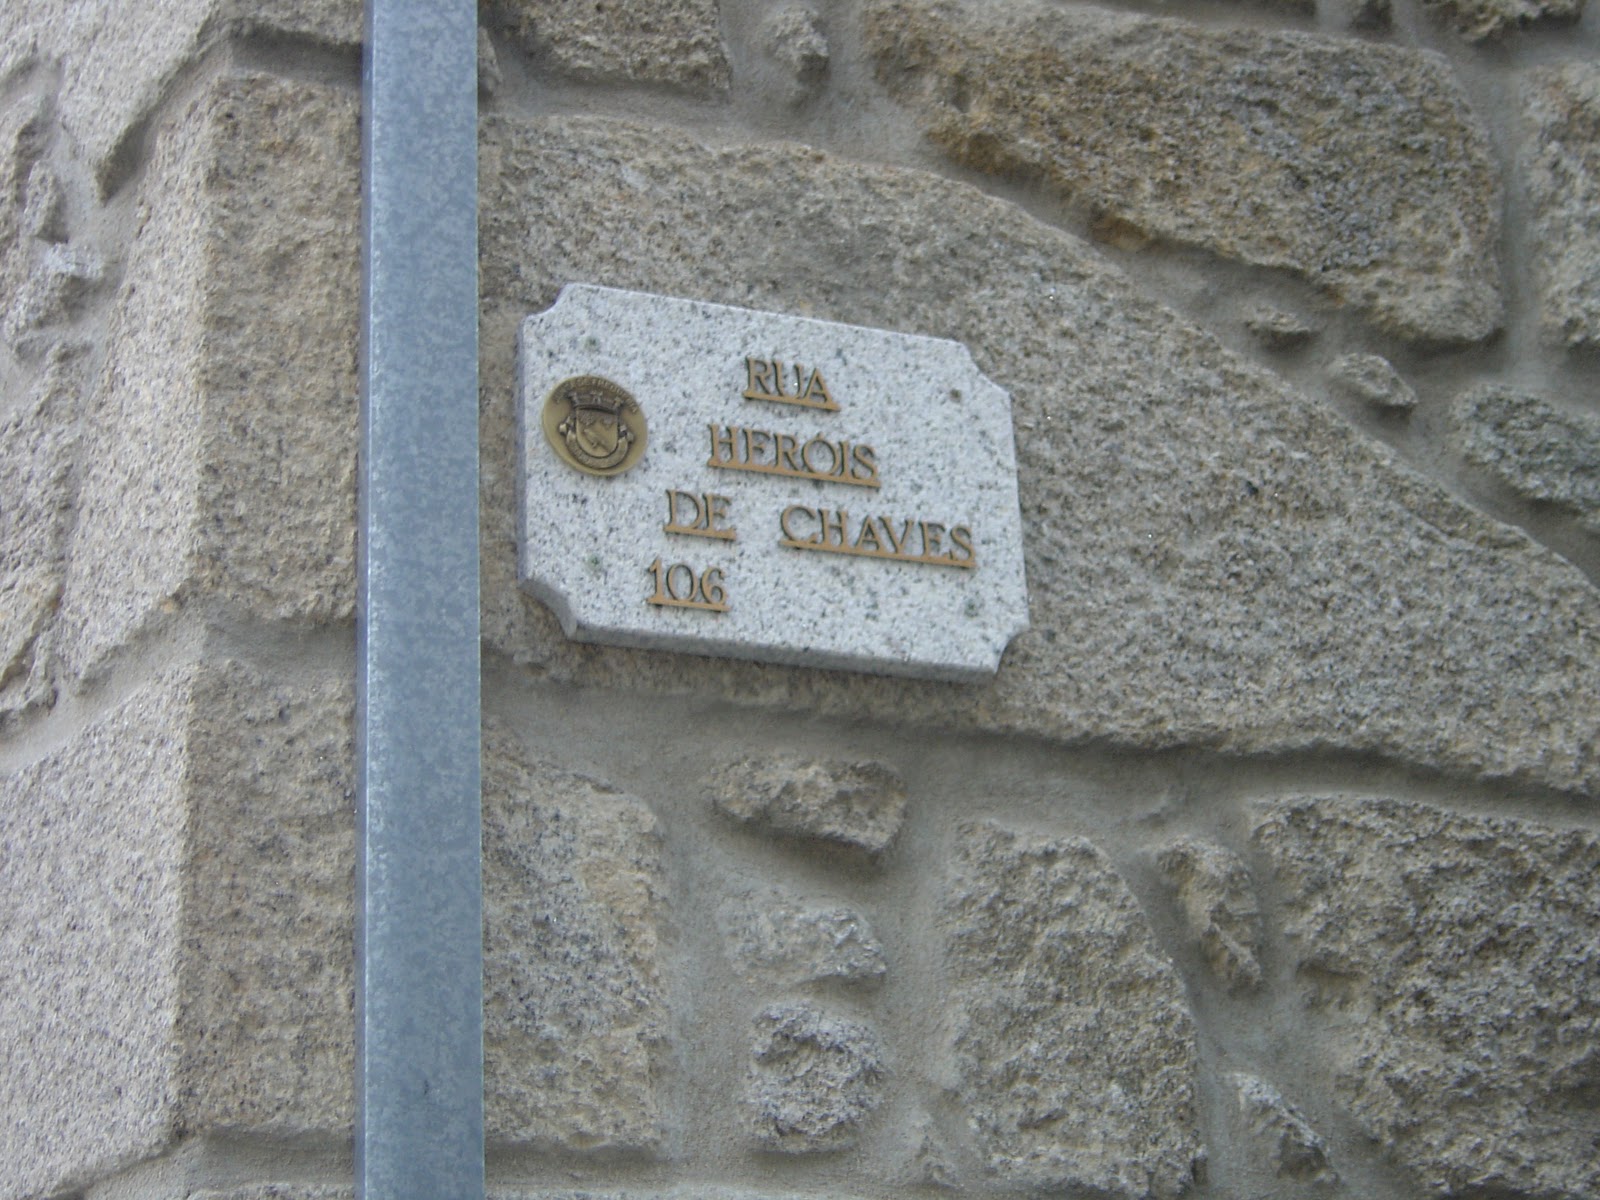 RUA
HERÓIS
DE CHAVES
106